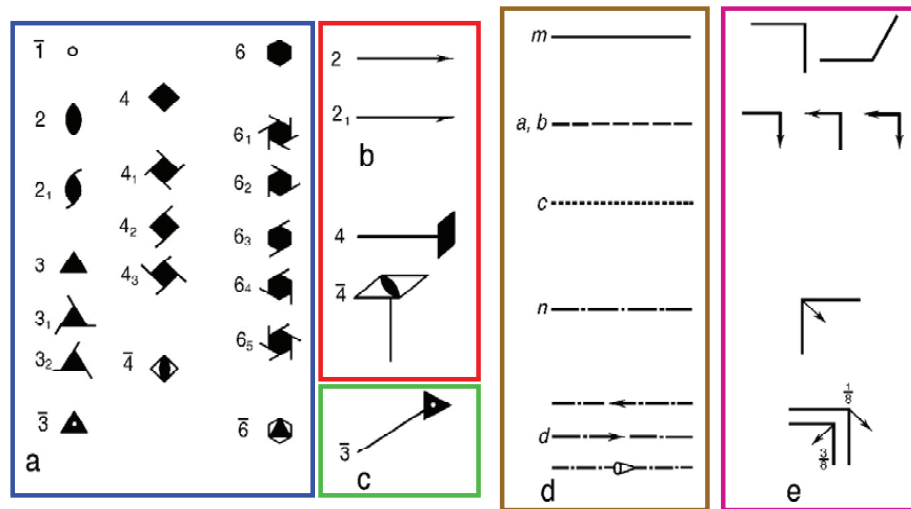 1̅
2
2₁
3
3₁
3₂
3̅
4
4₁
4₂
4₃
4̅
6
6₁
6₂
6₃
6₄
6₅
6̅
a
2
2₁
b
4
4̅
3̅
c
m
a, b
c
n
d
d
1/8
3/8
e